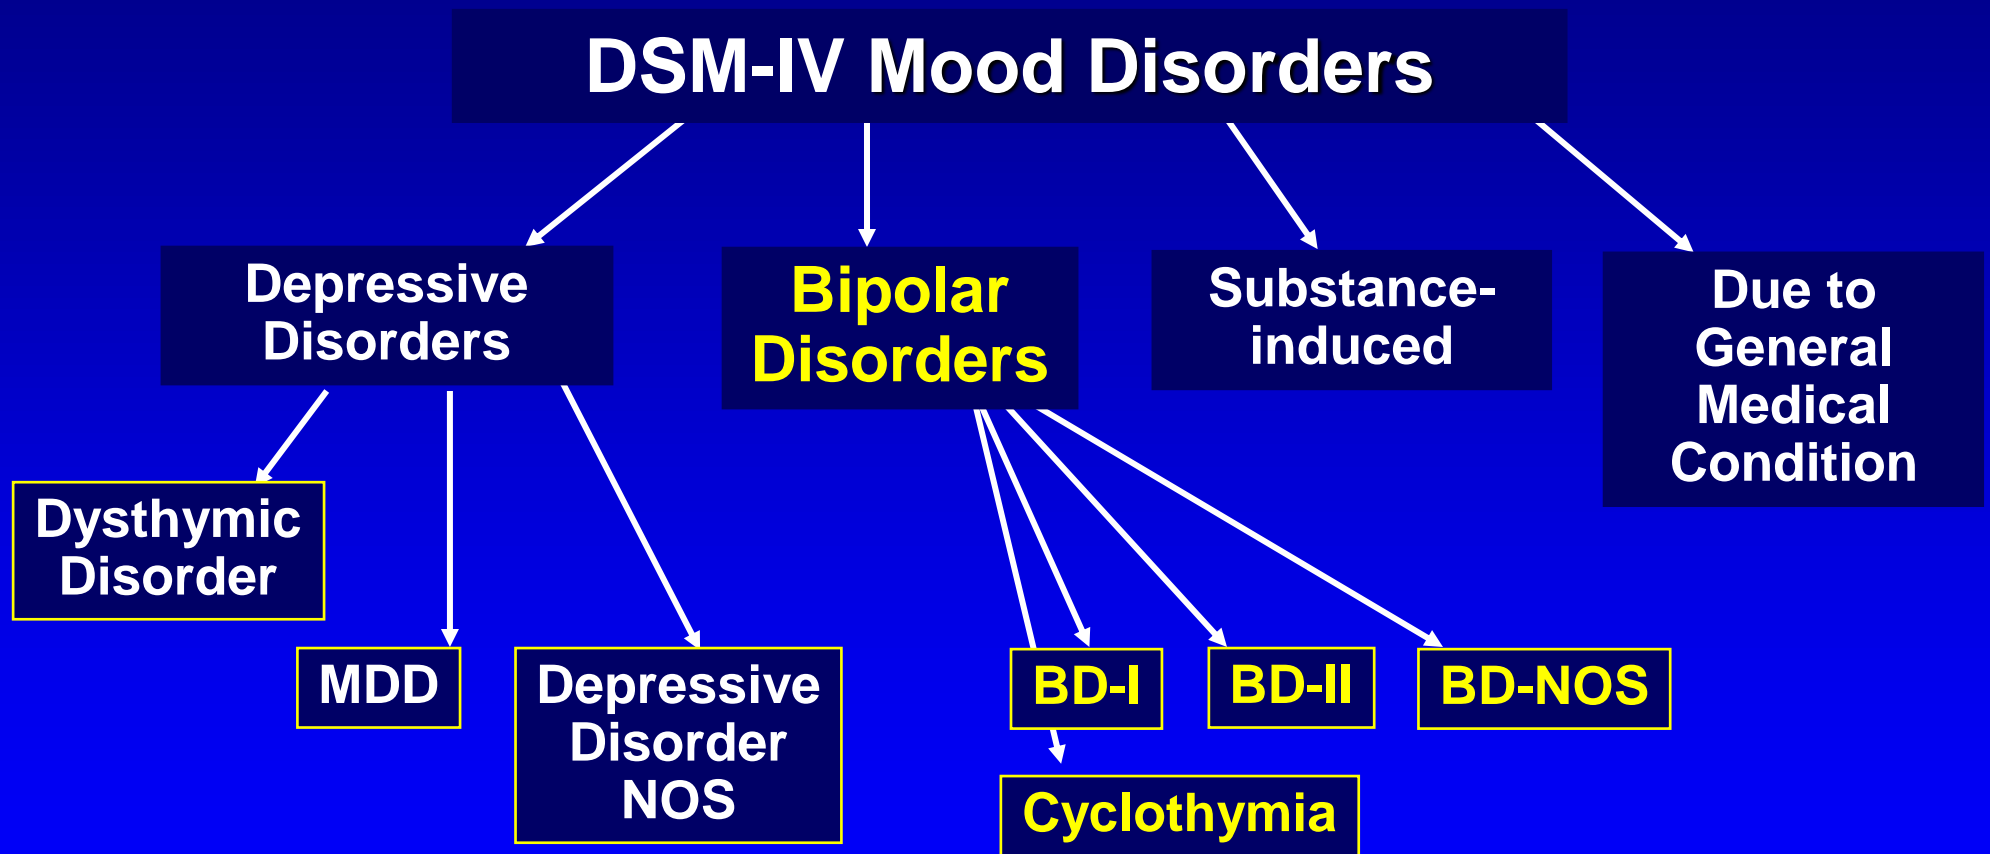 DSM-IV Mood Disorders
Depressive
Disorders
Bipolar
Disorders
Substance-
induced
Due to
General
Medical
Condition
Dysthymic
Disorder
MDD
Depressive
Disorder
NOS
BD-I
BD-II
BD-NOS
Cyclothymia